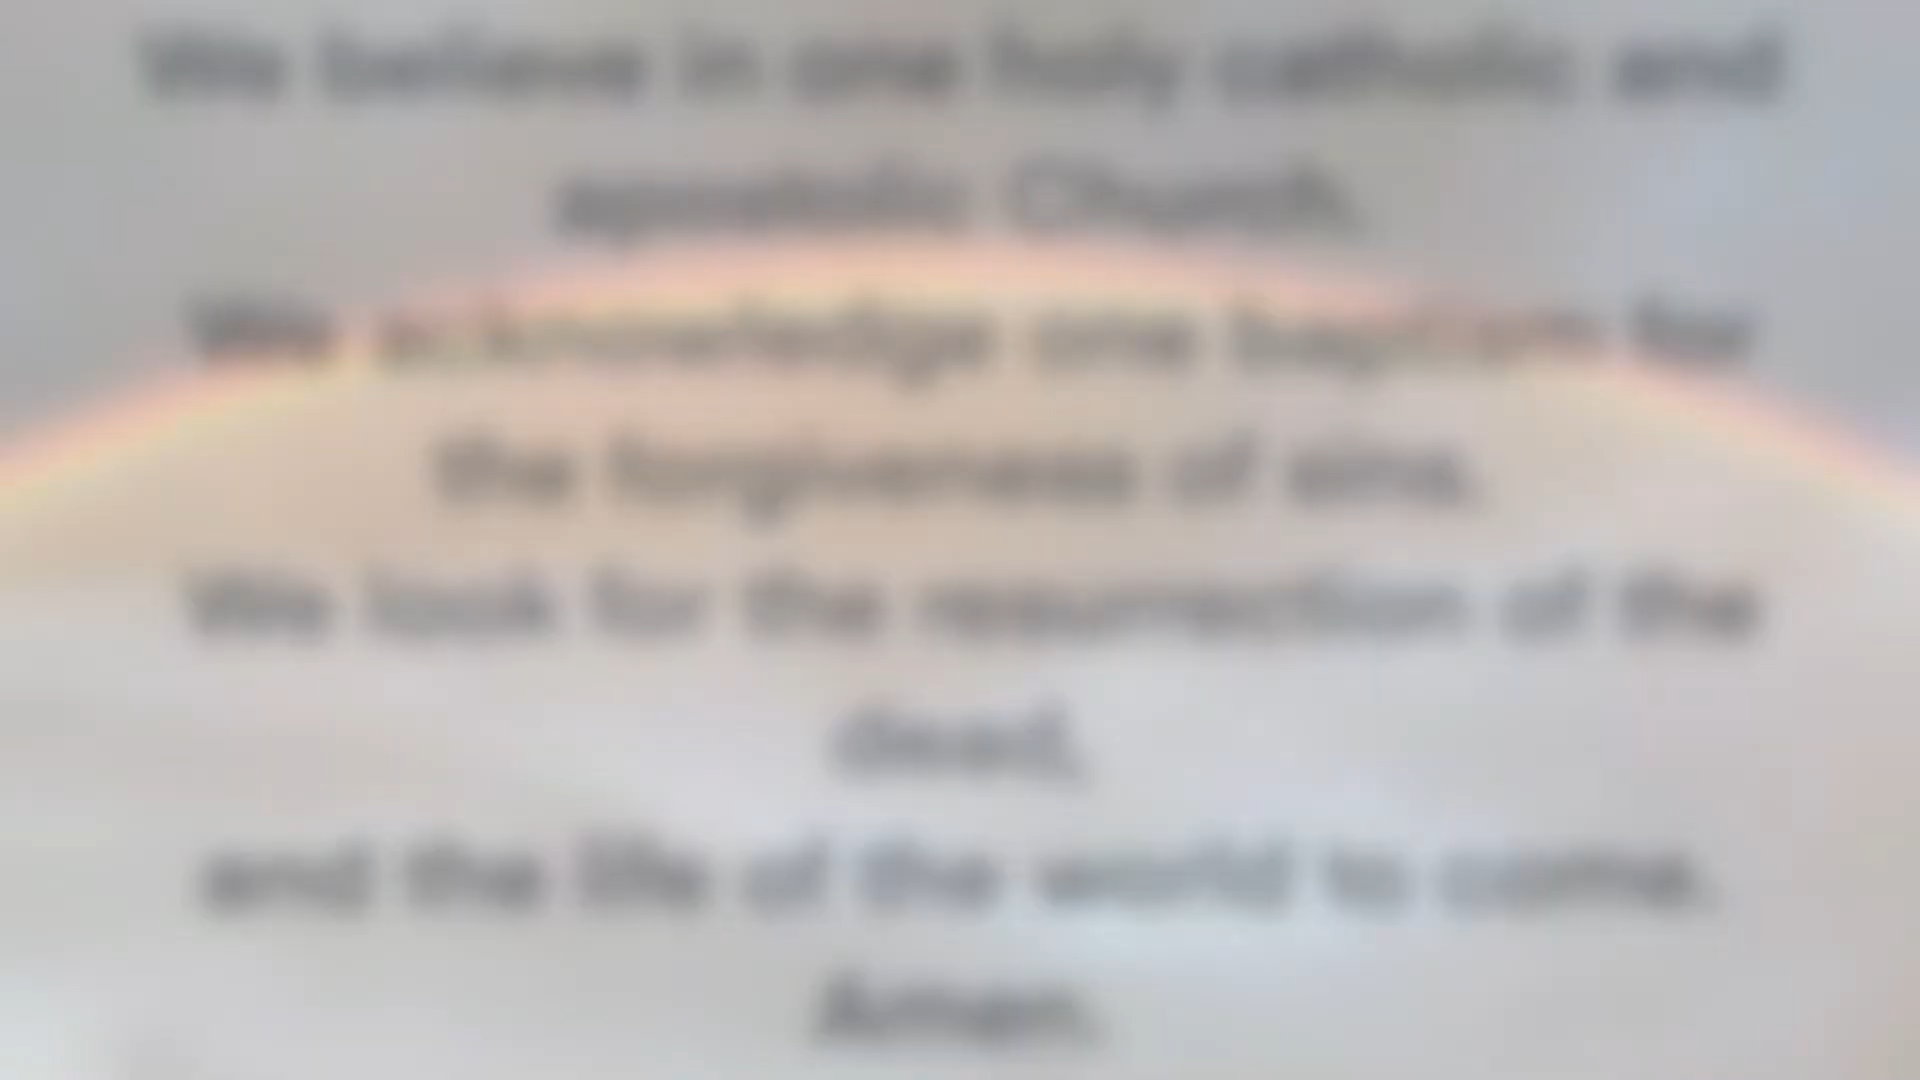 We believe in one holy catholic and
apostolic Church.
We acknowledge one baptism for
the forgiveness of sins.
We look for the resurrection of the
dead,
and the life of the world to come.
Amen.